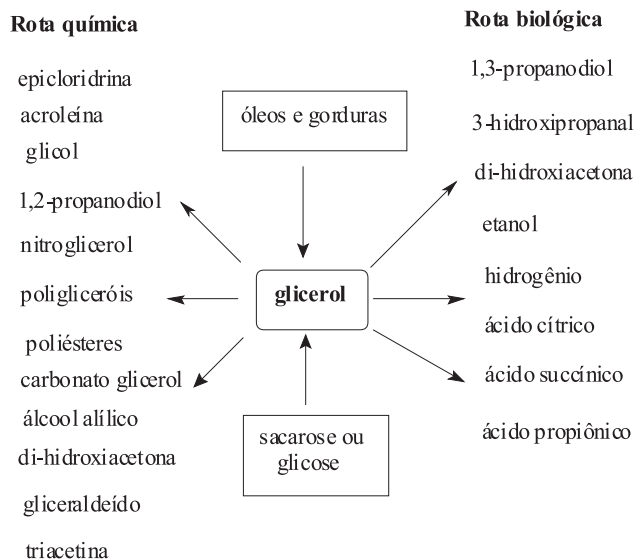 Rota química
epicloridrina
acroleína
glicol
1,2-propanodiol
nitroglicerol
poligliceróis
poliésteres
carbonato glicerol
álcool alílico
di-hidroxiacetona
gliceraldeído
triacetina
óleos e gorduras
glicerol
sacarose ou
glicose
Rota biológica
1,3-propanodiol
3-hidroxipropanal
di-hidroxiacetona
etanol
hidrogênio
ácido cítrico
ácido succínico
ácido propiônico